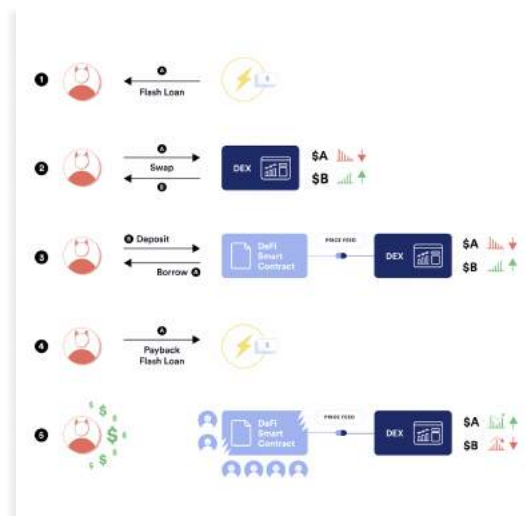 1
A
Flash Loan
2
A
Swap
B
DEX
$A
$B
3
B Deposit
Borrow A
DeFi
Smart
Contract
PRICE FEED
DEX
$A
$B
4
A
Payback
Flash Loan
5
$ $ $ $ $ $ $
DeFi
Smart
Contract
PRICE FEED
DEX
$A
$B